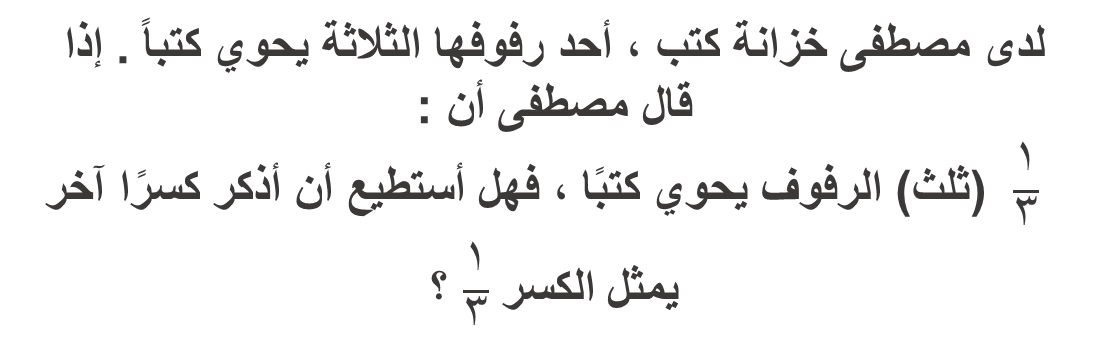 لدى مصطفى خزانة كتب ، أحد رفوفها الثلاثة يحوي كتباً . إذا
قال مصطفى أن :
١/٣ (ثلث) الرفوف يحوي كتبًا ، فهل أستطيع أن أذكر كسرًا آخر
يمثل الكسر ١/٣ ؟